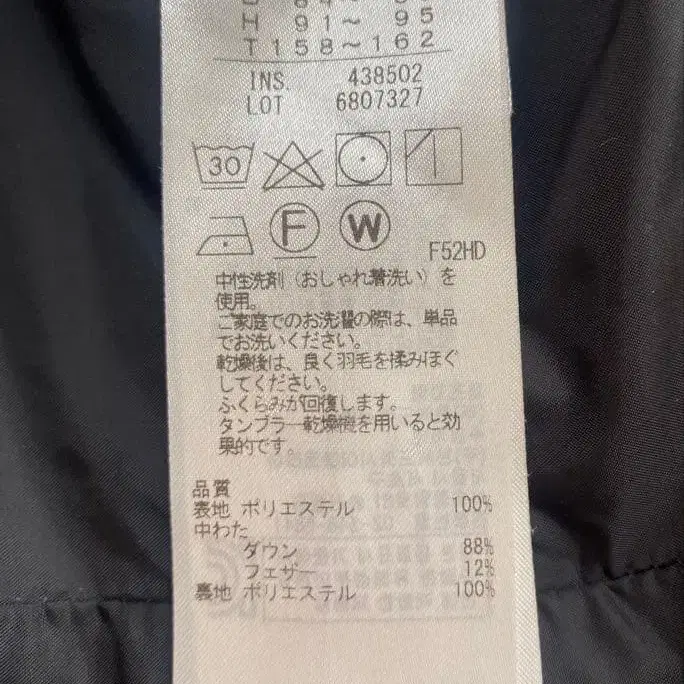 H 91～ 95
T158～162
INS. 438502
LOT 6807327
30
F W F52HD
中性洗剤（おしゃれ着洗い）を
使用。
ご家庭でのお洗濯の際は、単品
でお洗いください。
乾燥後は、良く羽毛を揉みほぐ
してください。
ふくらみが回復します。
タンブラー乾燥機を用いると効
果的です
品質
表地 ポリエステル 100%
中わた
ダウン 88%
フェザー 12%
裏地 ポリエステル 100%